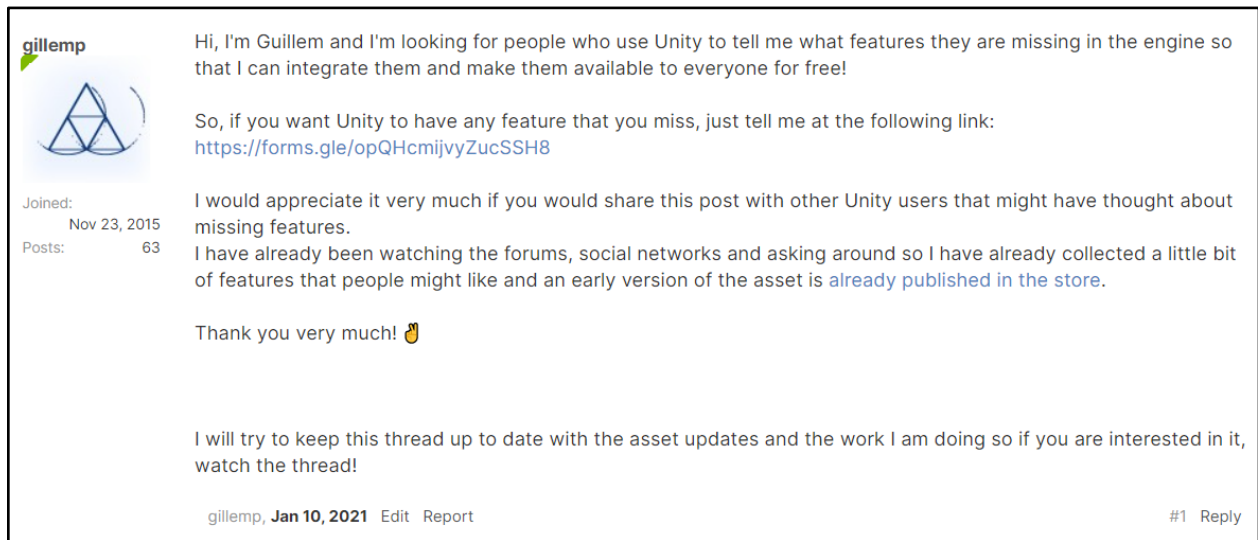 gillemp
Hi, I'm Guillem and I'm looking for people who use Unity to tell me what features they are missing in the engine so
that I can integrate them and make them available to everyone for free!
So, if you want Unity to have any feature that you miss, just tell me at the following link:
https://forms.gle/opQHcmijvyZucSSH8
Joined:
Nov 23, 2015
Posts: 63
I would appreciate it very much if you would share this post with other Unity users that might have thought about
missing features.
I have already been watching the forums, social networks and asking around so I have already collected a little bit
of features that people might like and an early version of the asset is already published in the store.
Thank you very much! ✌
I will try to keep this thread up to date with the asset updates and the work I am doing so if you are interested in it,
watch the thread!
gillemp, Jan 10, 2021 Edit Report #1 Reply